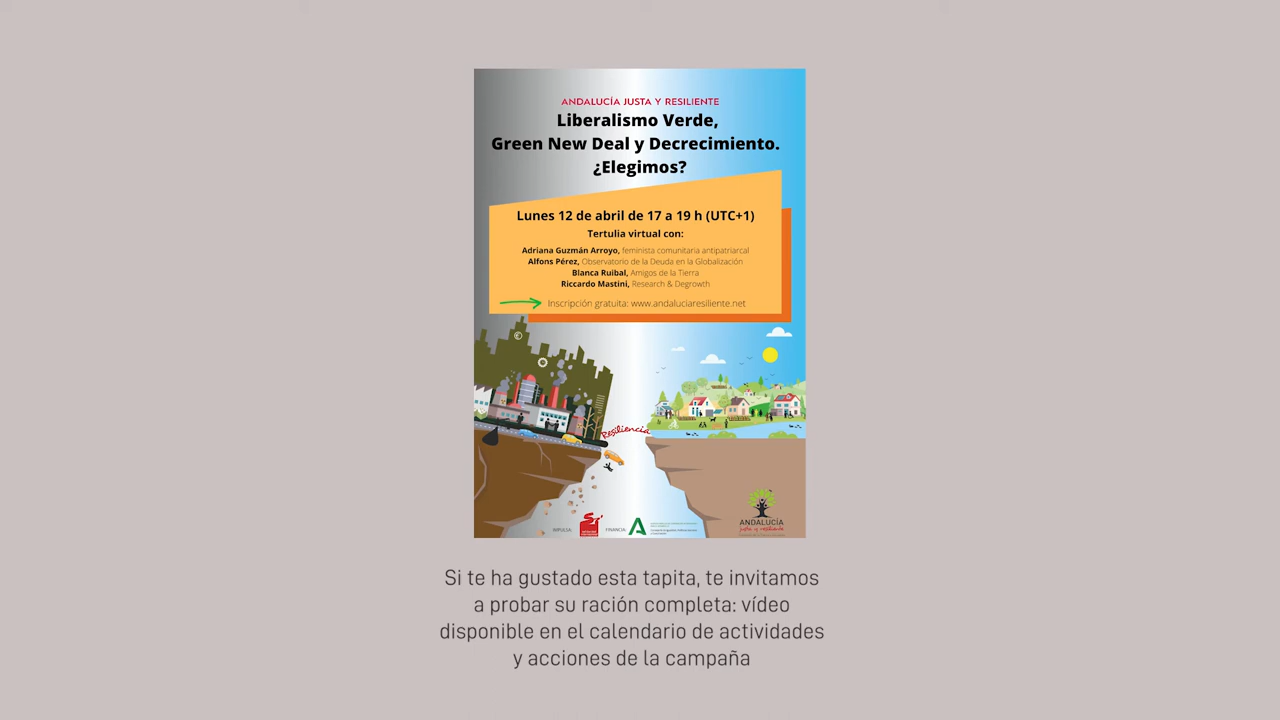 ANDALUCÍA JUSTA Y RESILIENTE
Liberalismo Verde,
Green New Deal y Decrecimiento.
¿Elegimos?
Lunes 12 de abril de 17 a 19 h (UTC+1)
Tertulia virtual con:
Adriana Guzmán Arroyo, feminista comunitaria antipatriarcal
Alfons Pérez, Observatorio de la Deuda en la Globalización
Blanca Ruibal, Amigos de la Tierra
Riccardo Mastini, Research & Degrowth
Inscripción gratuita: www.andaluciaresiliente.net
Resiliencia
IMPULSA:
FINANCIA:
ANDALUCÍA
justa y resiliente
Si te ha gustado esta tapita, te invitamos
a probar su ración completa: vídeo
disponible en el calendario de actividades
y acciones de la campaña